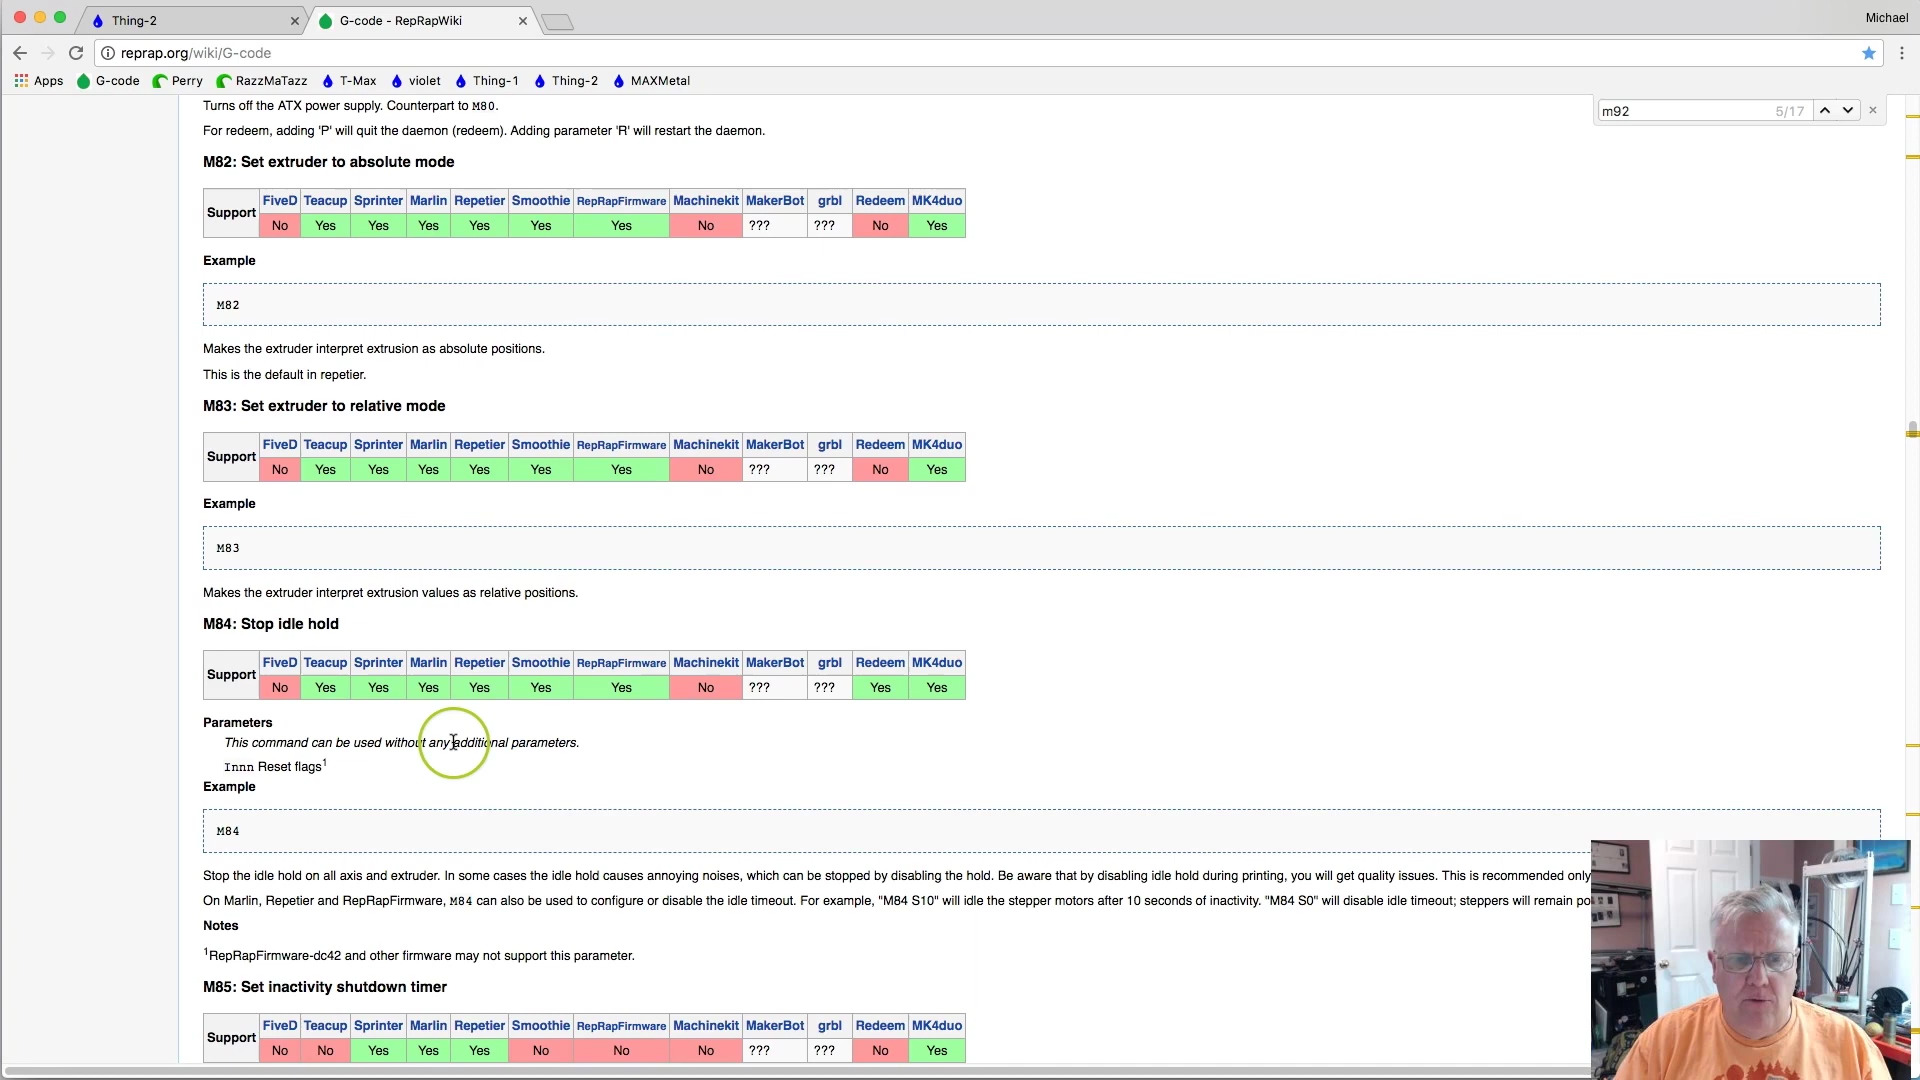 Thing-2
G-code - RepRapWiki
Michael
reprap.org/wiki/G-code
Apps G-code Perry RazzMaTazz T-Max violet Thing-1 Thing-2 MAXMetal
m92 5/17
Turns off the ATX power supply. Counterpart to M80.
For redeem, adding 'P' will quit the daemon (redeem). Adding parameter 'R' will restart the daemon.
M82: Set extruder to absolute mode
Support FiveD Teacup Sprinter Marlin Repetier Smoothie RepRapFirmware Machinekit MakerBot grbl Redeem MK4duo
No Yes Yes Yes Yes Yes Yes No ??? ??? No Yes
Example
M82
Makes the extruder interpret extrusion as absolute positions.
This is the default in repetier.
M83: Set extruder to relative mode
Support FiveD Teacup Sprinter Marlin Repetier Smoothie RepRapFirmware Machinekit MakerBot grbl Redeem MK4duo
No Yes Yes Yes Yes Yes Yes No ??? ??? No Yes
Example
M83
Makes the extruder interpret extrusion values as relative positions.
M84: Stop idle hold
Support FiveD Teacup Sprinter Marlin Repetier Smoothie RepRapFirmware Machinekit MakerBot grbl Redeem MK4duo
No Yes Yes Yes Yes Yes Yes No ??? ??? Yes Yes
Parameters
This command can be used without any additional parameters.
Innn Reset flags1
Example
M84
Stop the idle hold on all axis and extruder. In some cases the idle hold causes annoying noises, which can be stopped by disabling the hold. Be aware that by disabling idle hold during printing, you will get quality issues. This is recommended only
On Marlin, Repetier and RepRapFirmware, M84 can also be used to configure or disable the idle timeout. For example, "M84 S10" will idle the stepper motors after 10 seconds of inactivity. "M84 S0" will disable idle timeout; steppers will remain po
Notes
1RepRapFirmware-dc42 and other firmware may not support this parameter.
M85: Set inactivity shutdown timer
Support FiveD Teacup Sprinter Marlin Repetier Smoothie RepRapFirmware Machinekit MakerBot grbl Redeem MK4duo
No No Yes Yes Yes No No No ??? ??? No Yes